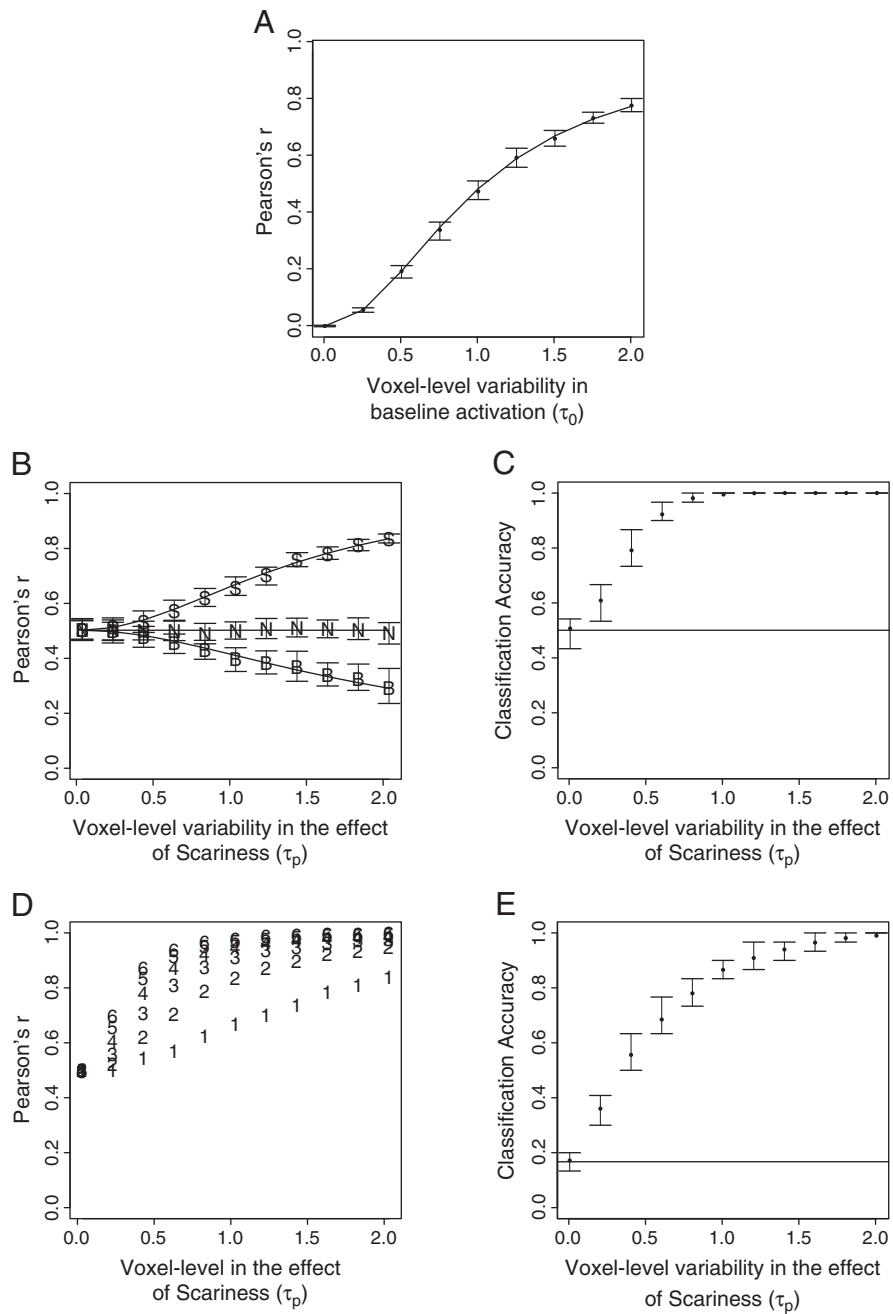 A
Pearson's r
1.0
0.8
0.6
0.4
0.2
0.0
0.0 0.5 1.0 1.5 2.0
Voxel-level variability in
baseline activation (τ0)
B
Pearson's r
1.0
0.8
0.6
0.4
0.2
0.0
S S S S S S S S
N N N N N N N N
B B B B B B B B
0.0 0.5 1.0 1.5 2.0
Voxel-level variability in the effect
of Scariness (τp)
C
Classification Accuracy
1.0
0.8
0.6
0.4
0.2
0.0
0.0 0.5 1.0 1.5 2.0
Voxel-level variability in the effect
of Scariness (τp)
D
Pearson's r
1.0
0.8
0.6
0.4
0.2
0.0
6 5 4 3 2 1
0.0 0.5 1.0 1.5 2.0
Voxel-level in the effect
of Scariness (τp)
E
Classification Accuracy
1.0
0.8
0.6
0.4
0.2
0.0
0.0 0.5 1.0 1.5 2.0
Voxel-level variability in the effect
of Scariness (τp)